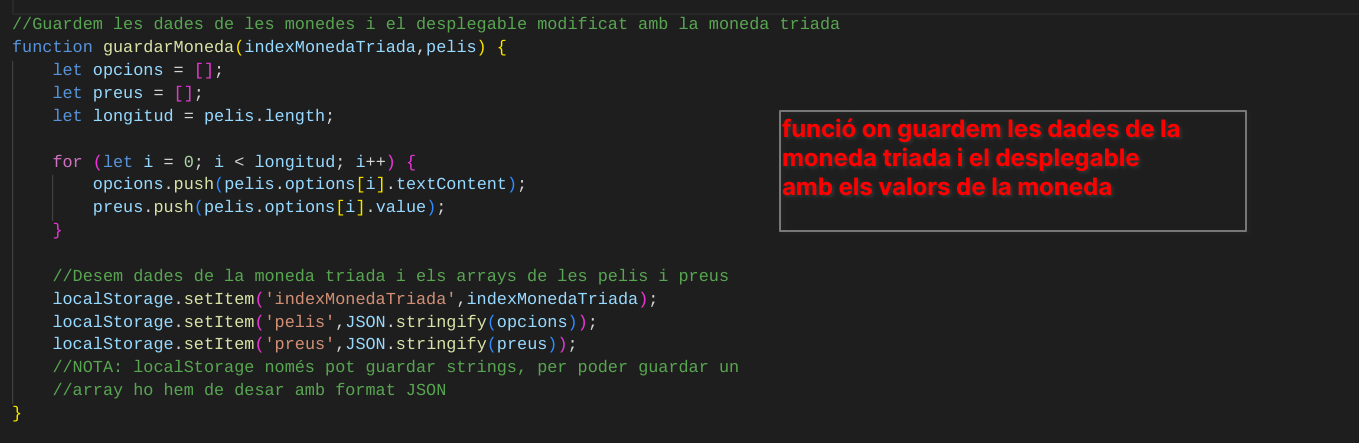 //Guardem les dades de les monedes i el desplegable modificat amb la moneda triada
function guardarMoneda(indexMonedaTriada,pelis) {
    let opcions = [];
    let preus = [];
    let longitud = pelis.length;
    for (let i = 0; i < longitud; i++) {
        opcions.push(pelis.options[i].textContent);
        preus.push(pelis.options[i].value);
    }
    //Desem dades de la moneda triada i els arrays de les pelis i preus
    localStorage.setItem('indexMonedaTriada',indexMonedaTriada);
    localStorage.setItem('pelis',JSON.stringify(opcions));
    localStorage.setItem('preus',JSON.stringify(preus));
    //NOTA: localStorage només pot guardar strings, per poder guardar un
    //array ho hem de desar amb format JSON
}
funció on guardem les dades de la
moneda triada i el desplegable
amb els valors de la moneda